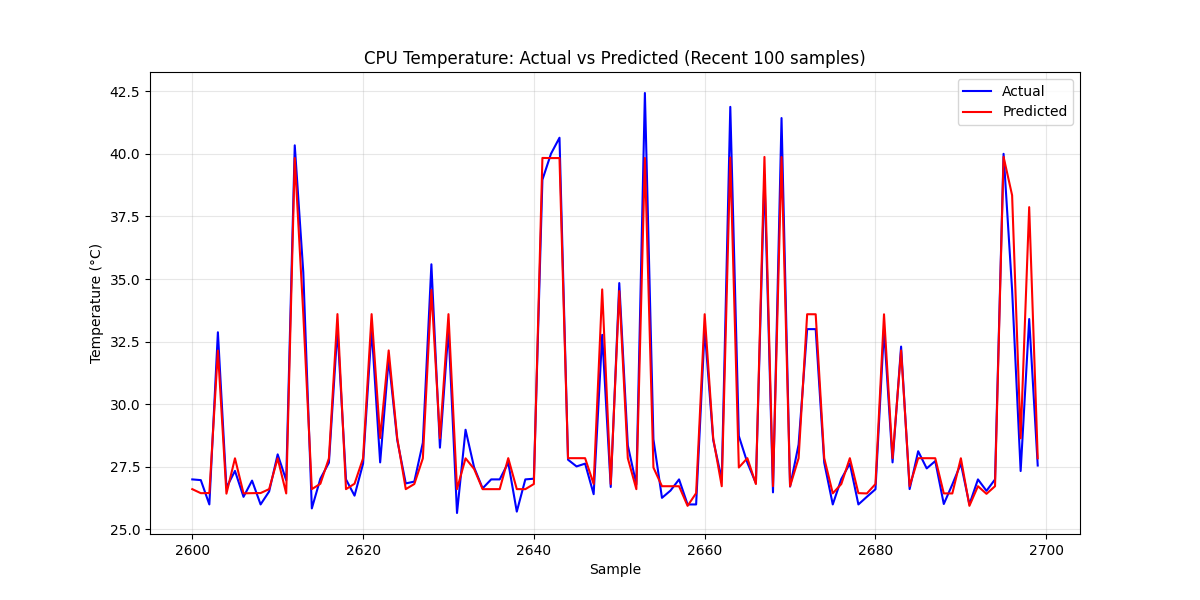 CPU Temperature: Actual vs Predicted (Recent 100 samples)
Actual
Predicted
42.5
40.0
37.5
35.0
32.5
30.0
27.5
25.0
Temperature (°C)
2600 2620 2640 2660 2680 2700
Sample